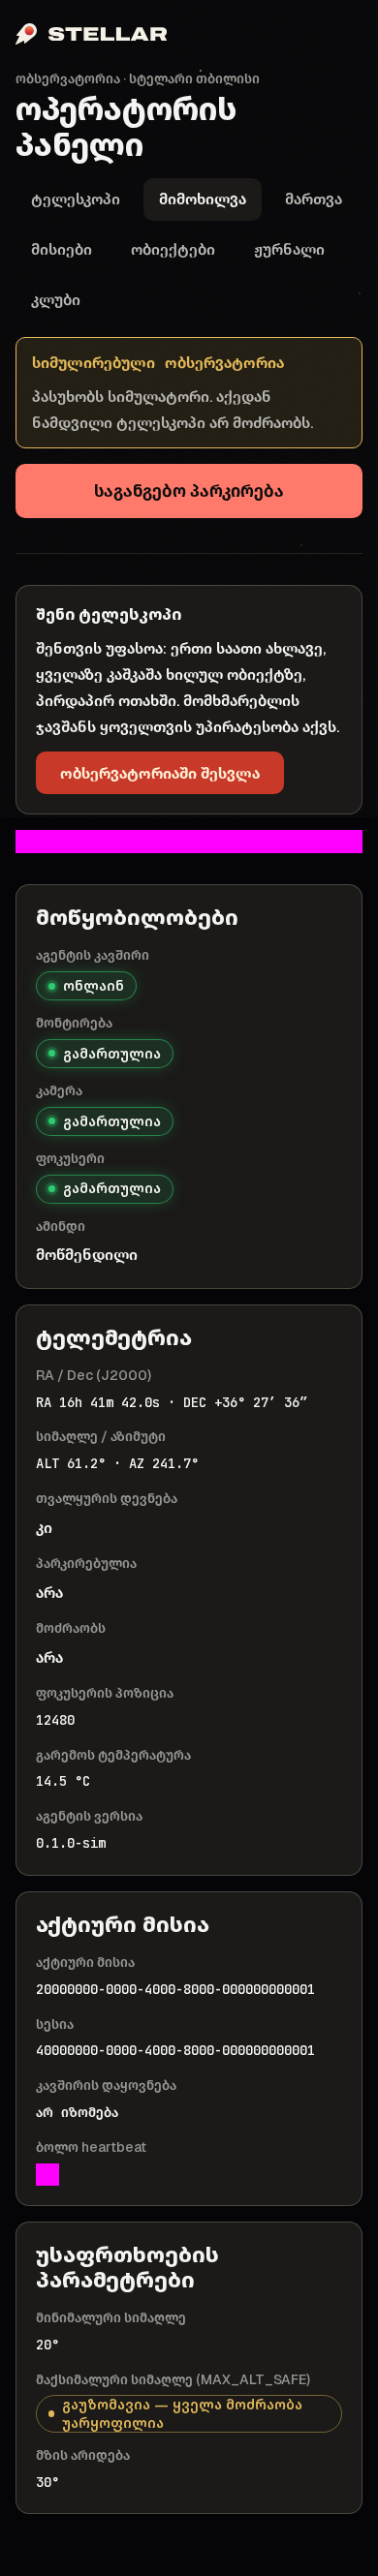 STELLAR
ობსერვატორია · სტელარი თბილისი
ოპერატორის
პანელი
ტელესკოპი მიმოხილვა მართვა
მისიები ობიექტები ჟურნალი
კლუბი
სიმულირებული ობსერვატორია
პასუხობს სიმულატორი. აქედან
ნამდვილი ტელესკოპი არ მოძრაობს.
საგანგებო პარკირება
შენი ტელესკოპი
შენთვის უფასოა: ერთი საათი ახლავე,
ყველაზე კაშკაშა ხილულ ობიექტზე,
პირდაპირ ოთახში. მომხმარებლის
ჯავშანს ყოველთვის უპირატესობა აქვს.
ობსერვატორიაში შესვლა
მოწყობილობები
აგენტის კავშირი
ონლაინ
მონტირება
გამართულია
კამერა
გამართულია
ფოკუსერი
გამართულია
ამინდი
მოწმენდილი
ტელემეტრია
RA / Dec (J2000)
RA 16h 41m 42.0s · DEC +36° 27′ 36″
სიმაღლე / აზიმუტი
ALT 61.2° · AZ 241.7°
თვალყურის დევნება
კი
პარკირებულია
არა
მოძრაობს
არა
ფოკუსერის პოზიცია
12480
გარემოს ტემპერატურა
14.5 °C
აგენტის ვერსია
0.1.0-sim
აქტიური მისია
აქტიური მისია
20000000-0000-4000-8000-000000000001
სესია
40000000-0000-4000-8000-000000000001
კავშირის დაყოვნება
არ იზომება
ბოლო heartbeat
უსაფრთხოების
პარამეტრები
მინიმალური სიმაღლე
20°
მაქსიმალური სიმაღლე (MAX_ALT_SAFE)
გაუზომავია — ყველა მოძრაობა
უარყოფილია
მზის არიდება
30°